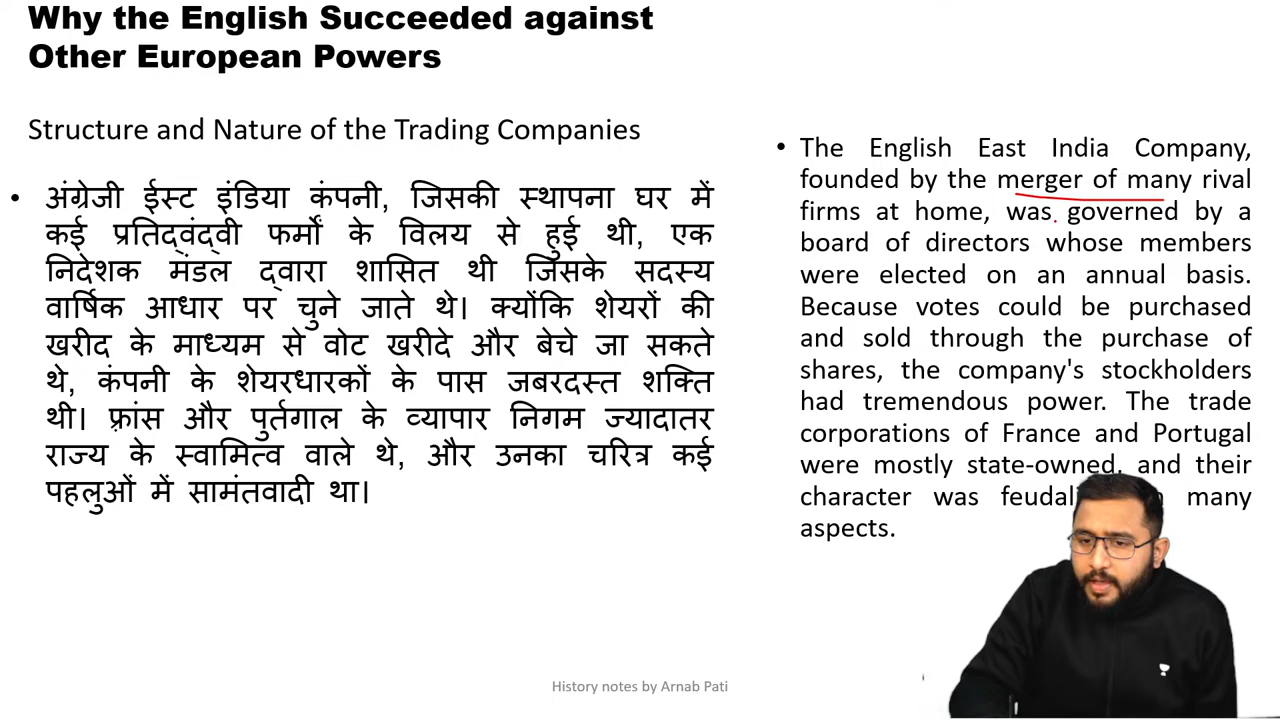 Why the English Succeeded against
Other European Powers
Structure and Nature of the Trading Companies
• अंग्रेजी ईस्ट इंडिया कंपनी, जिसकी स्थापना घर में
कई प्रतिद्वंद्वी फर्मों के विलय से हुई थी, एक
निदेशक मंडल द्वारा शासित थी जिसके सदस्य
वार्षिक आधार पर चुने जाते थे। क्योंकि शेयरों की
खरीद के माध्यम से वोट खरीदे और बेचे जा सकते
थे, कंपनी के शेयरधारकों के पास जबरदस्त शक्ति
थी। फ़्रांस और पुर्तगाल के व्यापार निगम ज्यादातर
राज्य के स्वामित्व वाले थे, और उनका चरित्र कई
पहलुओं में सामंतवादी था।
• The English East India Company,
founded by the merger of many rival
firms at home, was governed by a
board of directors whose members
were elected on an annual basis.
Because votes could be purchased
and sold through the purchase of
shares, the company's stockholders
had tremendous power. The trade
corporations of France and Portugal
were mostly state-owned, and their
character was many
aspects.
History notes by Arnab Pati